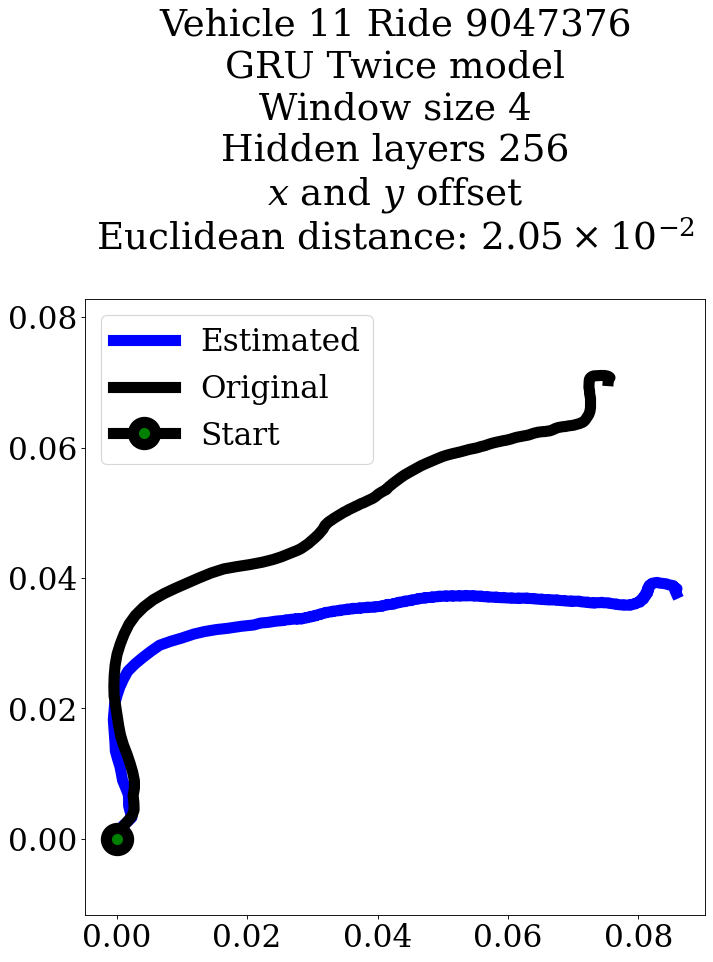 Vehicle 11 Ride 9047376
GRU Twice model
Window size 4
Hidden layers 256
x and y offset
Euclidean distance: 2.05 × 10⁻²
Estimated
Original
Start
0.08
0.06
0.04
0.02
0.00
0.00 0.02 0.04 0.06 0.08